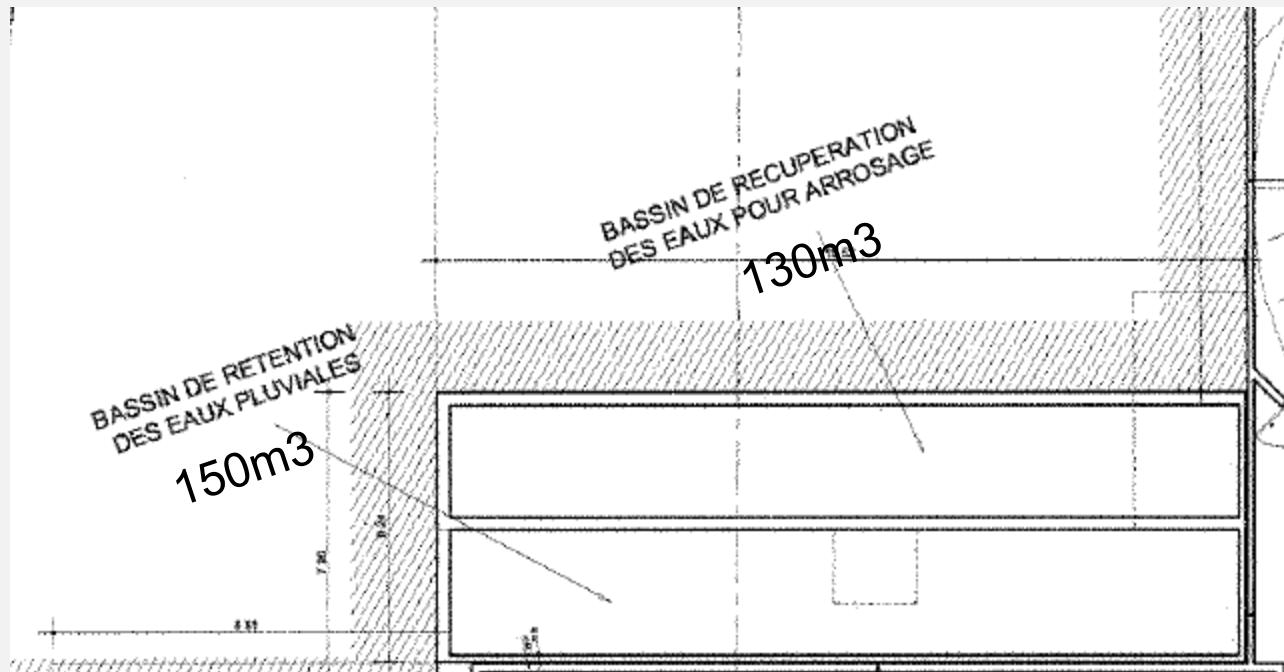 BASSIN DE RECUPERATION
DES EAUX POUR ARROSAGE
130m3
BASSIN DE RETENTION
DES EAUX PLUVIALES
150m3